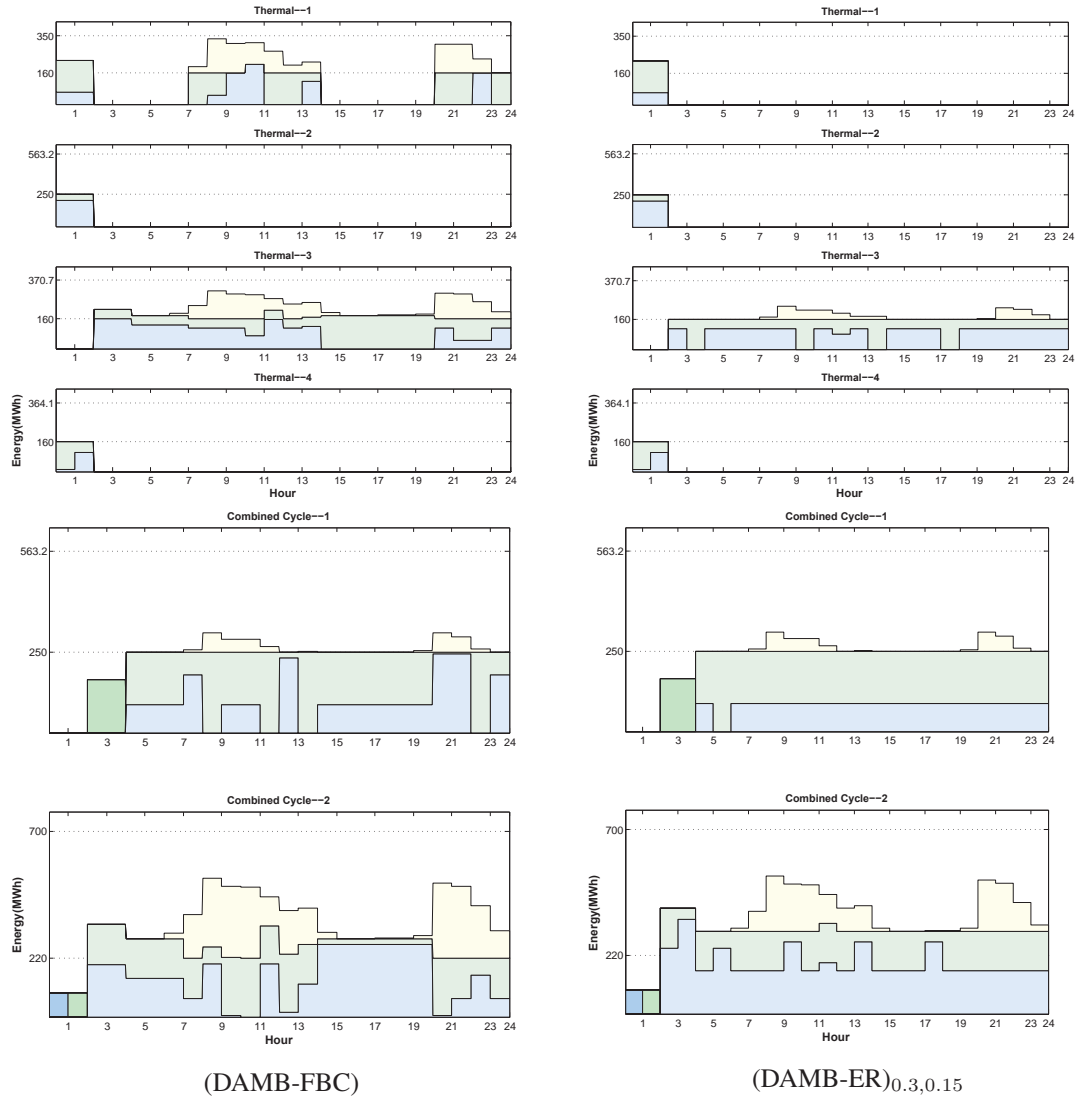 Thermal−−1
350
160
1 3 5 7 9 11 13 15 17 19 21 23 24
Thermal−−2
563.2
250
1 3 5 7 9 11 13 15 17 19 21 23 24
Thermal−−3
370.7
160
1 3 5 7 9 11 13 15 17 19 21 23 24
Thermal−−4
364.1
160
Energy(MWh)
1 3 5 7 9 11 13 15 17 19 21 23 24
Hour
Combined Cycle−−1
563.2
250
1 3 5 7 9 11 13 15 17 19 21 23 24
Combined Cycle−−2
700
220
Energy(MWh)
1 3 5 7 9 11 13 15 17 19 21 23 24
Hour
(DAMB-FBC)
Thermal−−1
350
160
1 3 5 7 9 11 13 15 17 19 21 23 24
Thermal−−2
563.2
250
1 3 5 7 9 11 13 15 17 19 21 23 24
Thermal−−3
370.7
160
1 3 5 7 9 11 13 15 17 19 21 23 24
Thermal−−4
364.1
160
Energy(MWh)
1 3 5 7 9 11 13 15 17 19 21 23 24
Hour
Combined Cycle−−1
563.2
250
1 3 5 7 9 11 13 15 17 19 21 23 24
Combined Cycle−−2
700
220
Energy(MWh)
1 3 5 7 9 11 13 15 17 19 21 23 24
Hour
(DAMB-ER)0.3,0.15